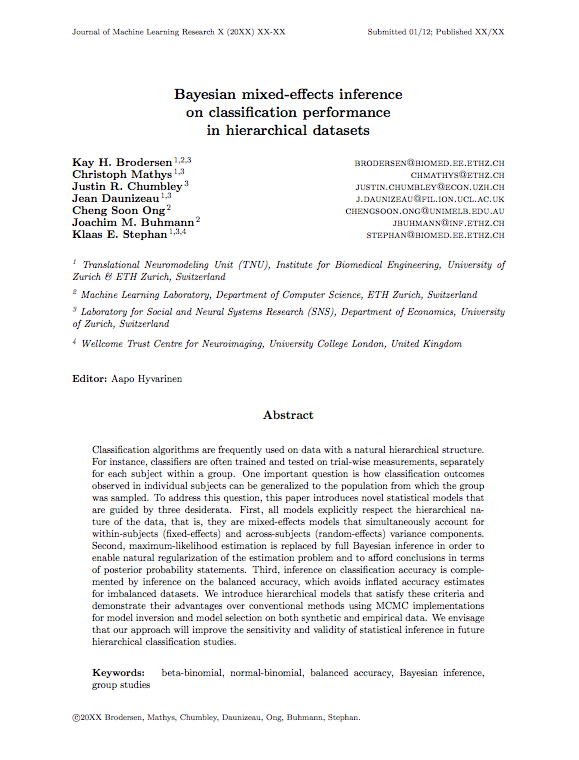 Journal of Machine Learning Research X (20XX) XX-XX Submitted 01/12; Published XX/XX
Bayesian mixed-effects inference
on classification performance
in hierarchical datasets
Kay H. Brodersen 1,2,3 BRODERSEN@BIOMED.EE.ETHZ.CH
Christoph Mathys 1,3 CHMATHYS@ETHZ.CH
Justin R. Chumbley 3 JUSTIN.CHUMBLEY@ECON.UZH.CH
Jean Daunizeau 1,3 J.DAUNIZEAU@FIL.ION.UCL.AC.UK
Cheng Soon Ong 2 CHENGSOON.ONG@UNIMELB.EDU.AU
Joachim M. Buhmann 2 JBUHMANN@INF.ETHZ.CH
Klaas E. Stephan 1,3,4 STEPHAN@BIOMED.EE.ETHZ.CH
1 Translational Neuromodeling Unit (TNU), Institute for Biomedical Engineering, University of
Zurich & ETH Zurich, Switzerland
2 Machine Learning Laboratory, Department of Computer Science, ETH Zurich, Switzerland
3 Laboratory for Social and Neural Systems Research (SNS), Department of Economics, University
of Zurich, Switzerland
4 Wellcome Trust Centre for Neuroimaging, University College London, United Kingdom
Editor: Aapo Hyvarinen
Abstract
Classification algorithms are frequently used on data with a natural hierarchical structure.
For instance, classifiers are often trained and tested on trial-wise measurements, separately
for each subject within a group. One important question is how classification outcomes
observed in individual subjects can be generalized to the population from which the group
was sampled. To address this question, this paper introduces novel statistical models that
are guided by three desiderata. First, all models explicitly respect the hierarchical na-
ture of the data, that is, they are mixed-effects models that simultaneously account for
within-subjects (fixed-effects) and across-subjects (random-effects) variance components.
Second, maximum-likelihood estimation is replaced by full Bayesian inference in order to
enable natural regularization of the estimation problem and to afford conclusions in terms
of posterior probability statements. Third, inference on classification accuracy is comple-
mented by inference on the balanced accuracy, which avoids inflated accuracy estimates
for imbalanced datasets. We introduce hierarchical models that satisfy these criteria and
demonstrate their advantages over conventional methods using MCMC implementations
for model inversion and model selection on both synthetic and empirical data. We envisage
that our approach will improve the sensitivity and validity of statistical inference in future
hierarchical classification studies.
Keywords: beta-binomial, normal-binomial, balanced accuracy, Bayesian inference,
group studies
©20XX Brodersen, Mathys, Chumbley, Daunizeau, Ong, Buhmann, Stephan.